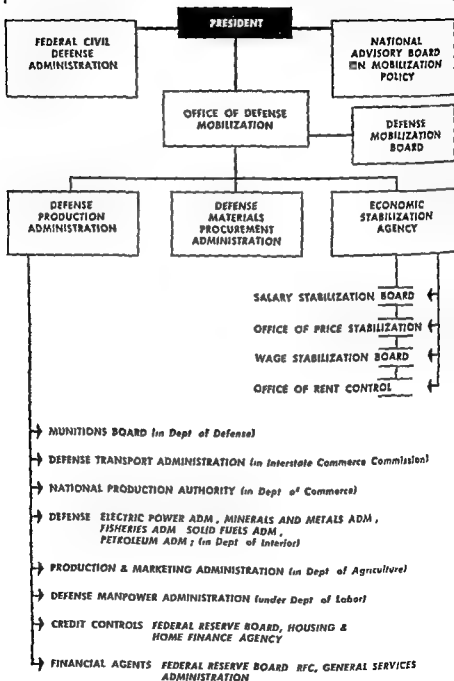 PRESIDENT
FEDERAL CIVIL
DEFENSE
ADMINISTRATION
NATIONAL
ADVISORY BOARD
ON MOBILIZATION
POLICY
OFFICE OF DEFENSE
MOBILIZATION
DEFENSE
MOBILIZATION
BOARD
DEFENSE
PRODUCTION
ADMINISTRATION
DEFENSE
MATERIALS
PROCUREMENT
ADMINISTRATION
ECONOMIC
STABILIZATION
AGENCY
SALARY STABILIZATION BOARD
OFFICE OF PRICE STABILIZATION
WAGE STABILIZATION BOARD
OFFICE OF RENT CONTROL
MUNITIONS BOARD (in Dept of Defense)
DEFENSE TRANSPORT ADMINISTRATION (in Interstate Commerce Commission)
NATIONAL PRODUCTION AUTHORITY (in Dept of Commerce)
DEFENSE ELECTRIC POWER ADM, MINERALS AND METALS ADM,
FISHERIES ADM SOLID FUELS ADM,
PETROLEUM ADM; (in Dept of Interior)
PRODUCTION & MARKETING ADMINISTRATION (in Dept of Agriculture)
DEFENSE MANPOWER ADMINISTRATION (under Dept of Labor)
CREDIT CONTROLS FEDERAL RESERVE BOARD, HOUSING &
HOME FINANCE AGENCY
FINANCIAL AGENTS FEDERAL RESERVE BOARD RFC, GENERAL SERVICES
ADMINISTRATION